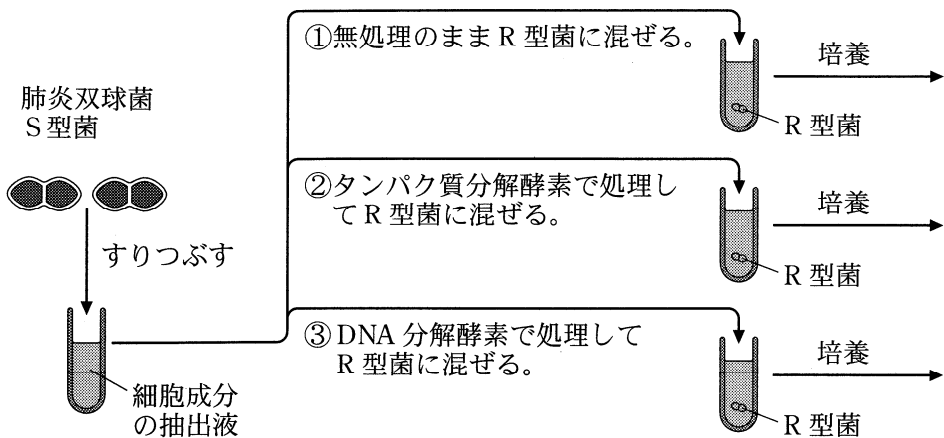 ①無処理のままR型菌に混ぜる。
培養
R型菌
肺炎双球菌
S型菌
②タンパク質分解酵素で処理し
てR型菌に混ぜる。
培養
R型菌
すりつぶす
③DNA分解酵素で処理して
R型菌に混ぜる。
培養
R型菌
細胞成分
の抽出液